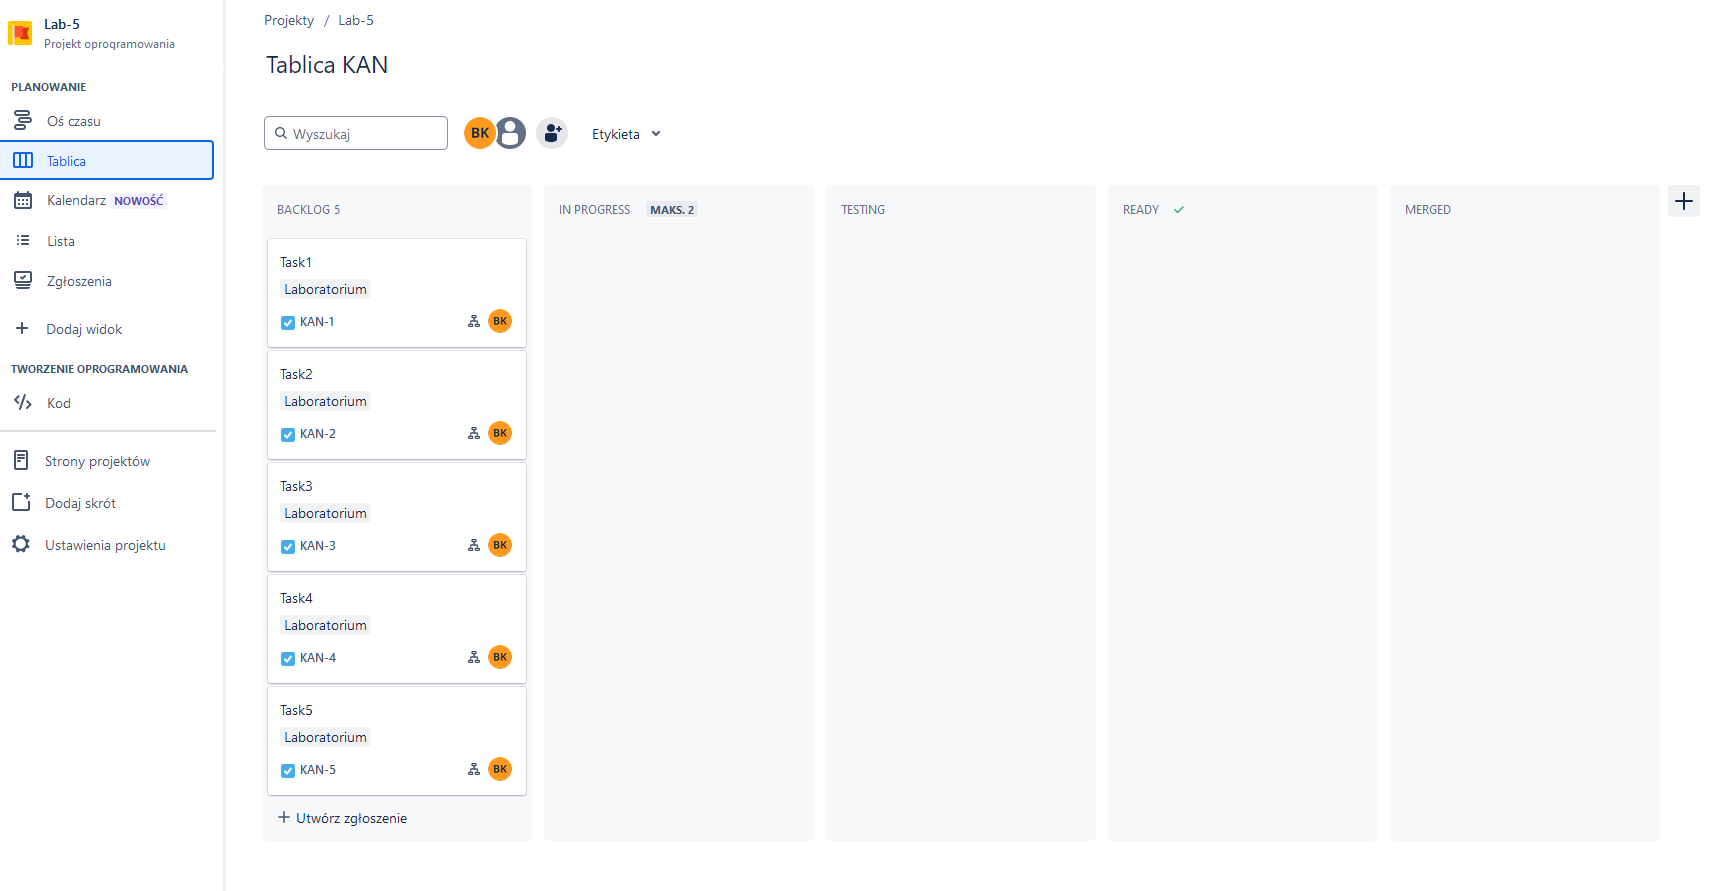 Lab-5
Projekt oprogramowania
PLANOWANIE
Oś czasu
Tablica
Kalendarz NOWOŚĆ
Lista
Zgłoszenia
Dodaj widok
TWORZENIE OPROGRAMOWANIA
Kod
Strony projektów
Dodaj skrót
Ustawienia projektu
Projekty / Lab-5
Tablica KAN
Wyszukaj
BK
Etykieta
BACKLOG 5
Task1
Laboratorium
KAN-1
BK
Task2
Laboratorium
KAN-2
BK
Task3
Laboratorium
KAN-3
BK
Task4
Laboratorium
KAN-4
BK
Task5
Laboratorium
KAN-5
BK
Utwórz zgłoszenie
IN PROGRESS MAKS. 2
TESTING
READY
MERGED